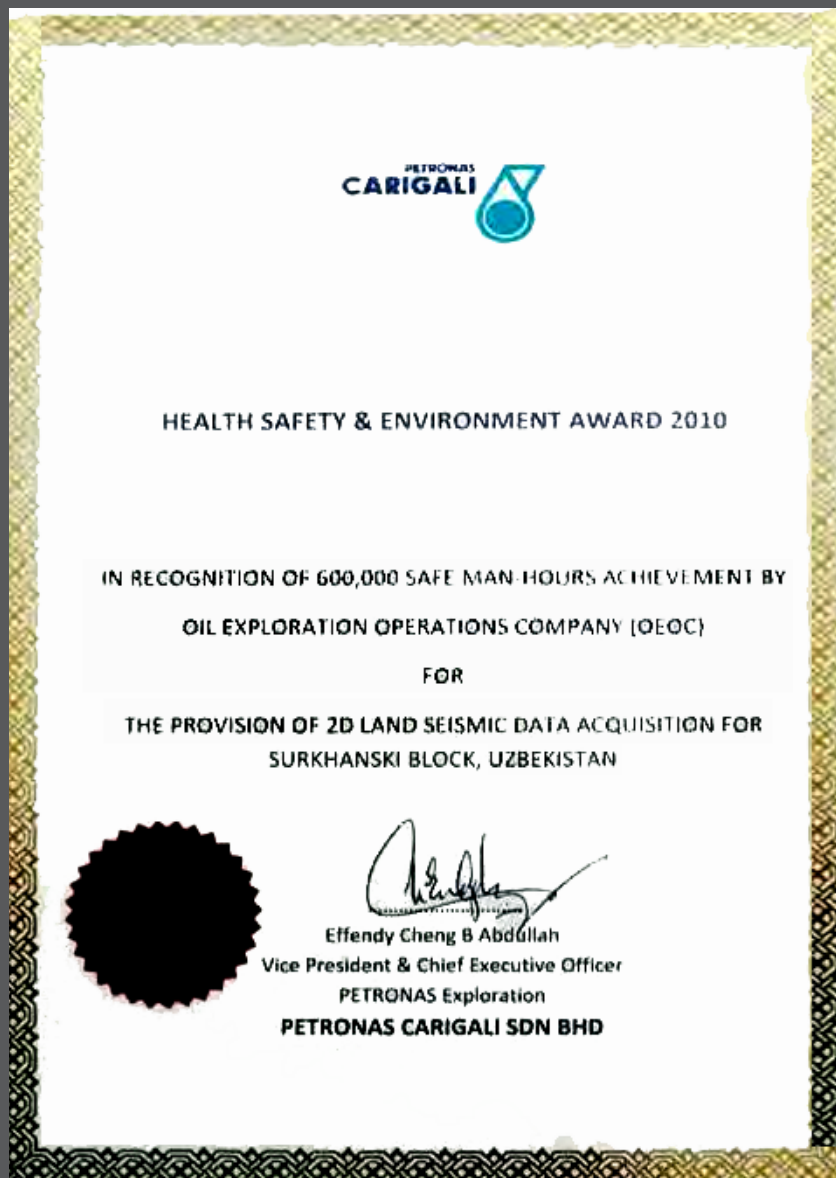 PETRONAS
CARIGALI
HEALTH SAFETY & ENVIRONMENT AWARD 2010
IN RECOGNITION OF 600,000 SAFE MAN-HOURS ACHIEVEMENT BY
OIL EXPLORATION OPERATIONS COMPANY (OEOC)
FOR
THE PROVISION OF 2D LAND SEISMIC DATA ACQUISITION FOR
SURKHANSKI BLOCK, UZBEKISTAN
Effendy Cheng B Abdullah
Vice President & Chief Executive Officer
PETRONAS Exploration
PETRONAS CARIGALI SDN BHD